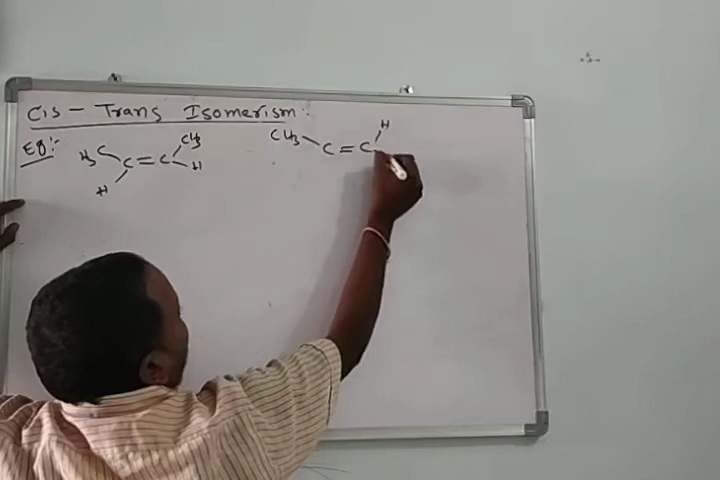 Cis - Trans Isomerism.
Eg:-
H3C CH3
C=C
H H
CH3 H
C=C